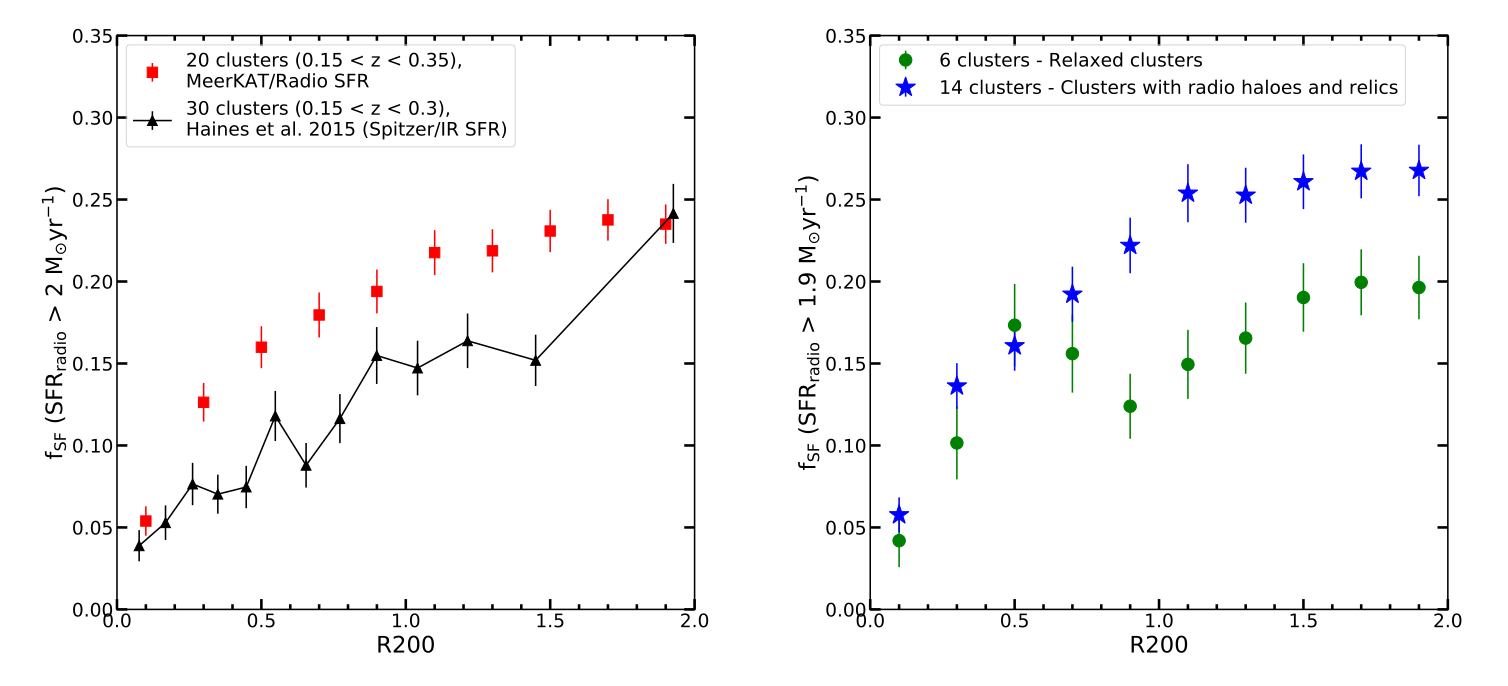 0.35
0.30
0.25
0.20
0.15
0.10
0.05
0.00
f_SF (SFR_radio > 2 M_⊙yr^−1)
20 clusters (0.15 < z < 0.35),
MeerKAT/Radio SFR
30 clusters (0.15 < z < 0.3),
Haines et al. 2015 (Spitzer/IR SFR)
0.0 0.5 1.0 1.5 2.0
R200
0.35
0.30
0.25
0.20
0.15
0.10
0.05
0.00
f_SF (SFR_radio > 1.9 M_⊙yr^−1)
6 clusters - Relaxed clusters
14 clusters - Clusters with radio haloes and relics
0.0 0.5 1.0 1.5 2.0
R200